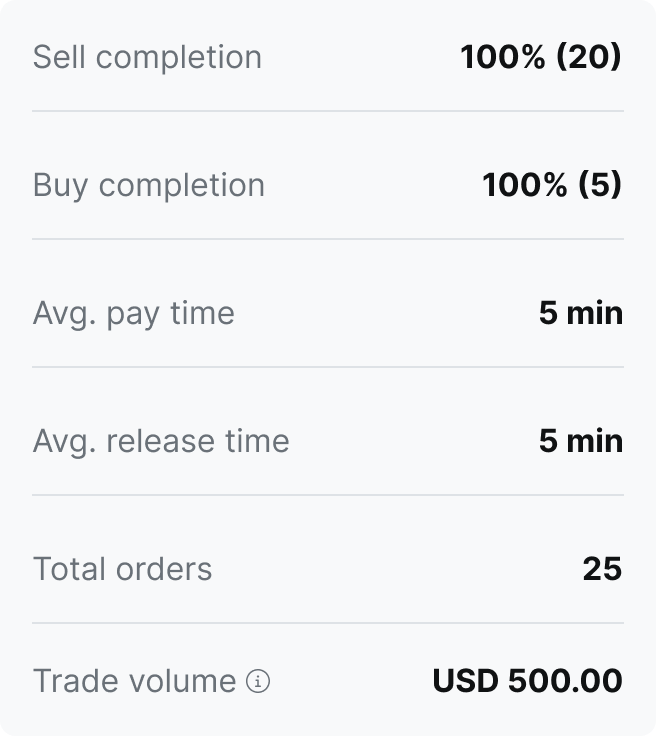 Sell completion 100% (20)
Buy completion 100% (5)
Avg. pay time 5 min
Avg. release time 5 min
Total orders 25
Trade volume USD 500.00